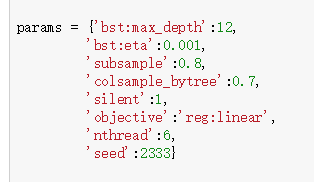 params = {'bst:max_depth':12,
'bst:eta':0.001,
'subsample':0.8,
'colsample_bytree':0.7,
'silent':1,
'objective':'reg:linear',
'nthread':6,
'seed':2333}